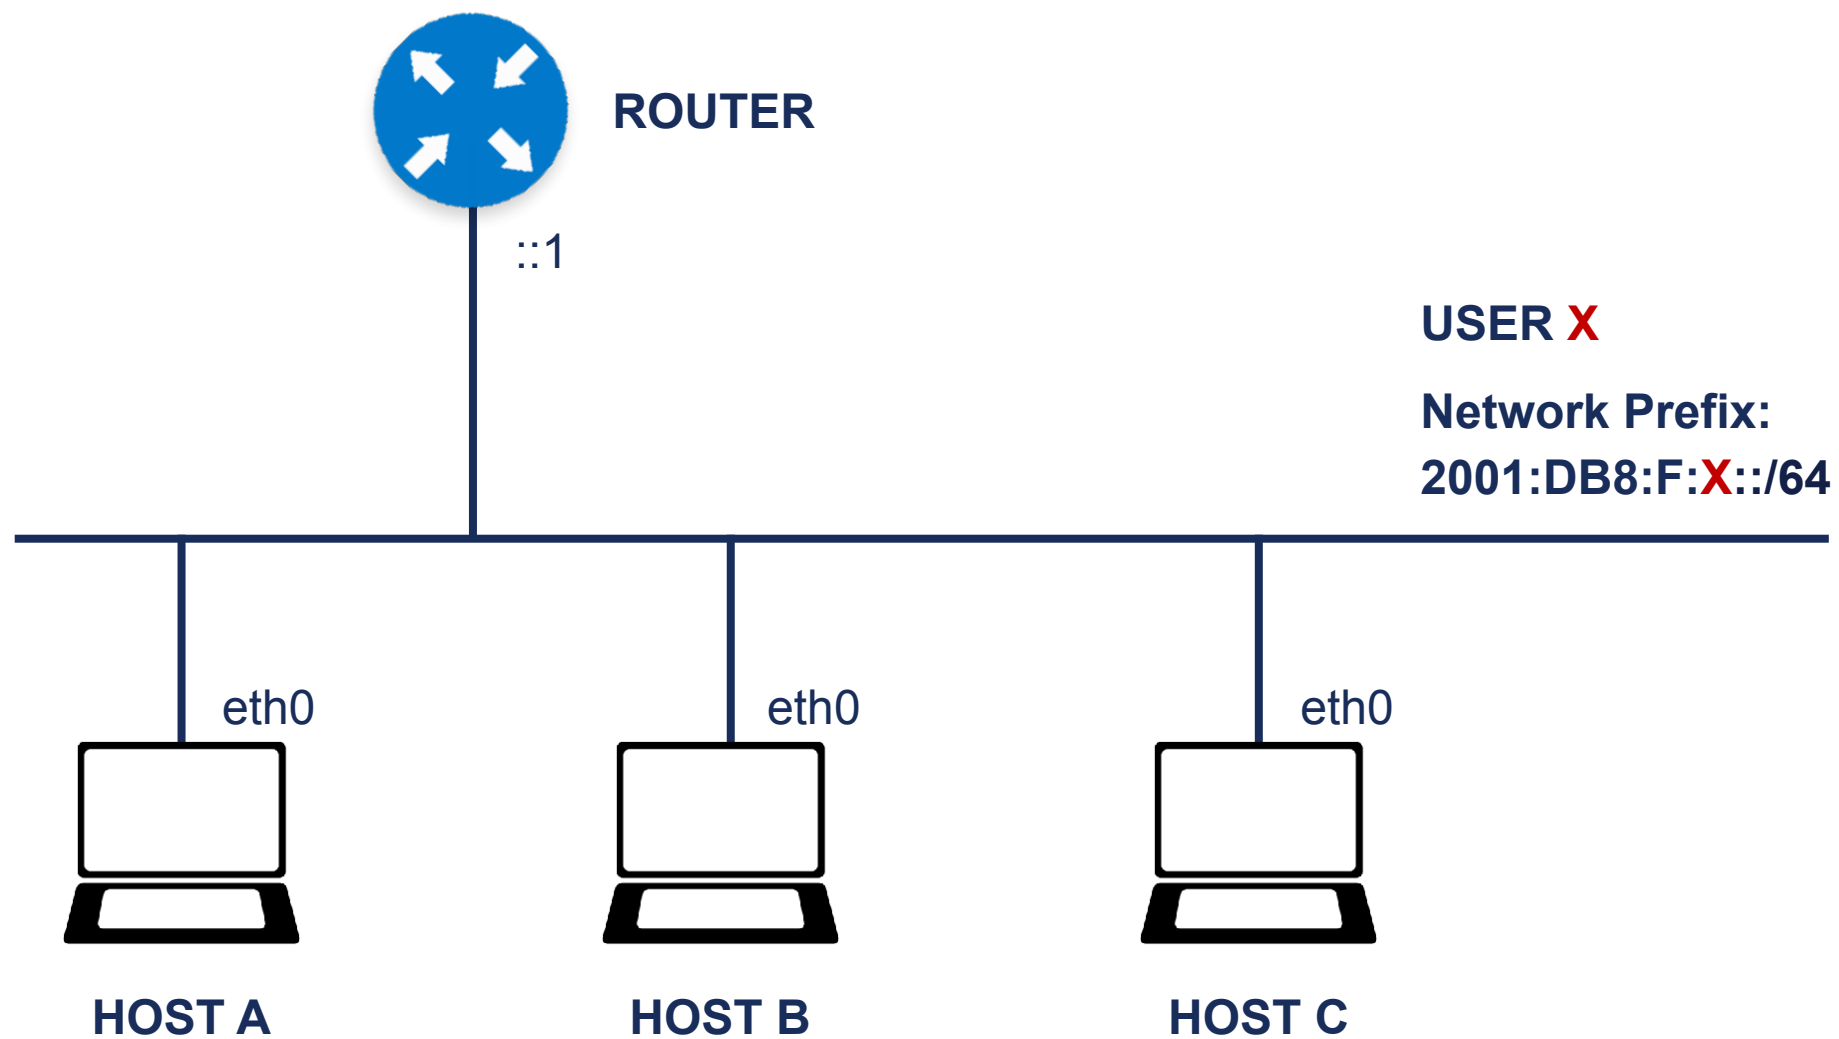 ROUTER
::1
USER X
Network Prefix:
2001:DB8:F:X::/64
eth0
eth0
eth0
HOST A
HOST B
HOST C